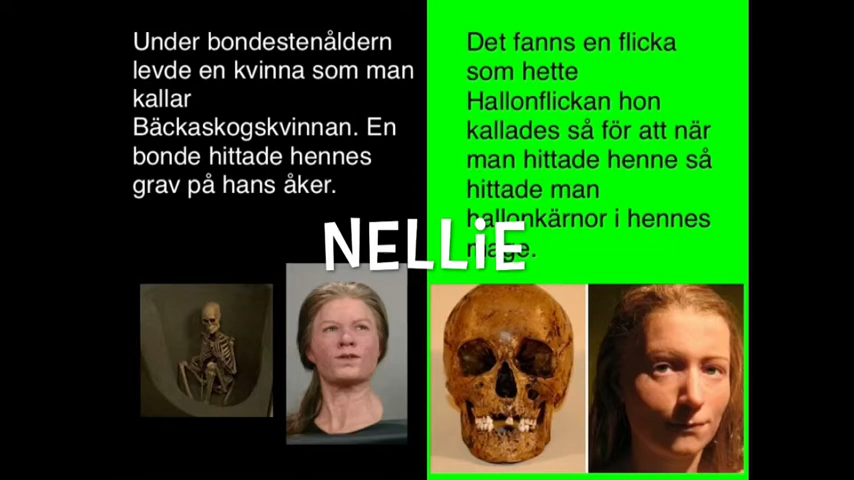 Under bondestenåldern
levde en kvinna som man
kallar
Bäckaskogskvinnan. En
bonde hittade hennes
grav på hans åker.
Det fanns en flicka
som hette
Hallonflickan hon
kallades så för att när
man hittade henne så
hittade man
hallonkärnor i hennes
mage.
NELLiE